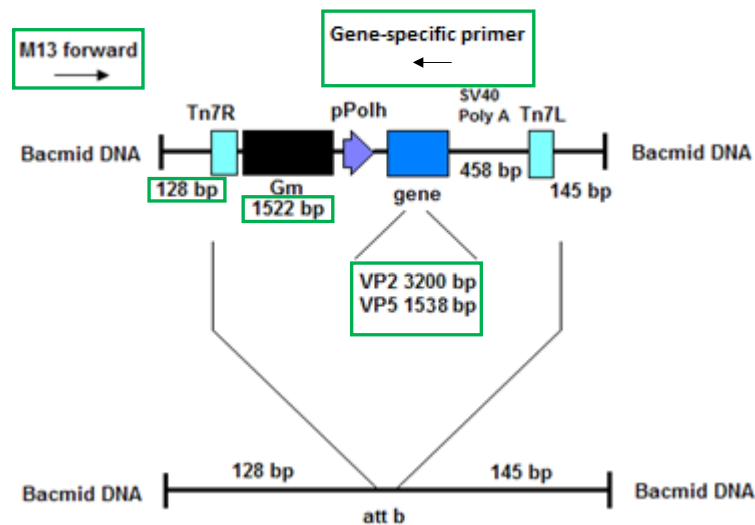 M13 forward
Gene-specific primer
Tn7R
pPolh
SV40
Poly A
Tn7L
Bacmid DNA
Bacmid DNA
128 bp
Gm
1522 bp
gene
458 bp
145 bp
VP2 3200 bp
VP5 1538 bp
128 bp
145 bp
Bacmid DNA
att b
Bacmid DNA